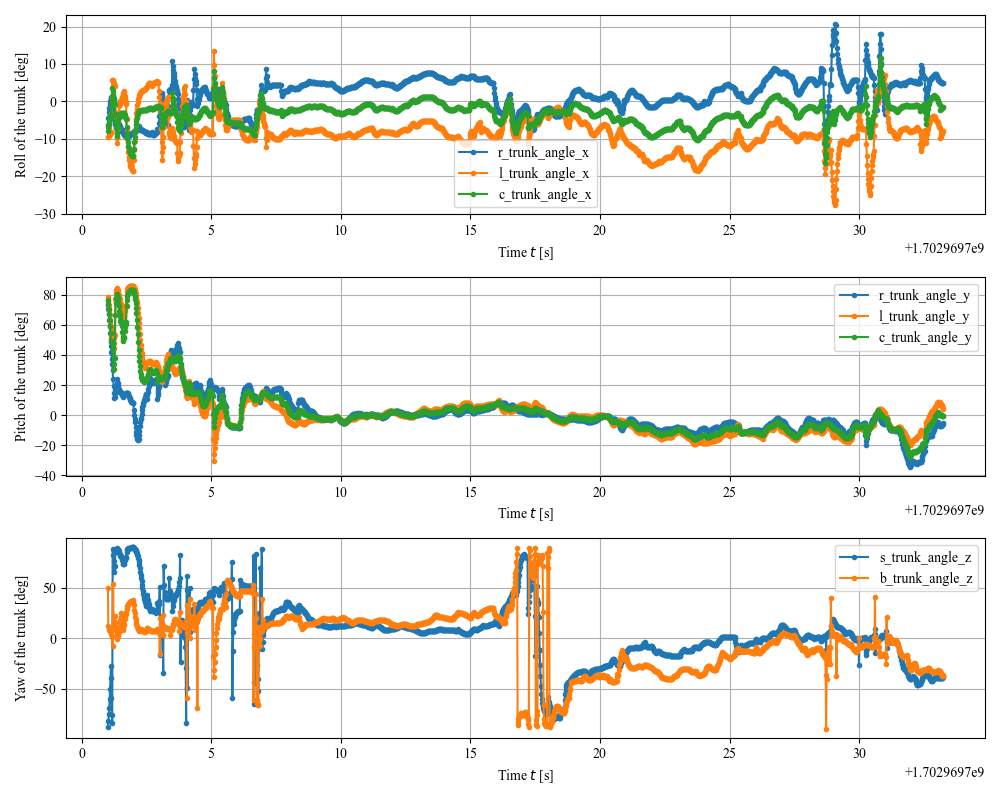 20
10
0
−10
−20
−30
Roll of the trunk [deg]
r_trunk_angle_x
l_trunk_angle_x
c_trunk_angle_x
0 5 10 15 20 25 30
Time t [s]
+1.7029697e9
80
60
40
20
0
−20
−40
Pitch of the trunk [deg]
r_trunk_angle_y
l_trunk_angle_y
c_trunk_angle_y
0 5 10 15 20 25 30
Time t [s]
+1.7029697e9
50
0
−50
Yaw of the trunk [deg]
s_trunk_angle_z
b_trunk_angle_z
0 5 10 15 20 25 30
Time t [s]
+1.7029697e9